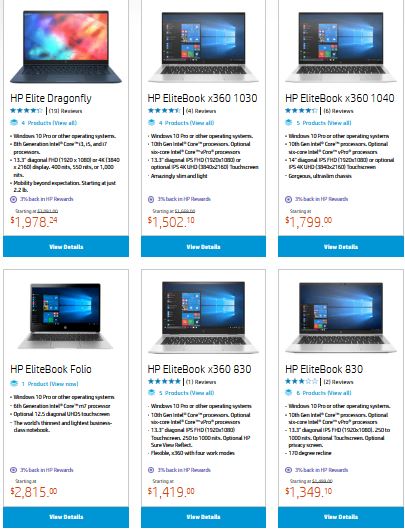 HP Elite Dragonfly
(19) Reviews
4 Products (View all)
• Windows 10 Pro or other operating systems.
• 8th Generation Intel® Core™ i3, i5, and i7
processors.
• 13.3" diagonal FHD (1920 x 1080) or 4K (3840
x 2160) display, 400 nits, 550 nits, or 1,000
nits.
• Mobility beyond expectation. Starting at just
2.2 lb.
3% back in HP Rewards
Starting at
$1,978.24
View Details
HP EliteBook x360 1030
(4) Reviews
4 Products (View all)
• Windows 10 Pro or other operating systems
• 10th Gen Intel® Core™ processors. Optional
six-core Intel® Core™ vPro® processors
• 13.3" diagonal IPS FHD (1920x1080) or
optional IPS 4K UHD (3840x2160) Touchscreen
• Amazingly slim and light
3% back in HP Rewards
Starting at
$1,502.10
View Details
HP EliteBook x360 1040
(6) Reviews
5 Products (View all)
• Windows 10 Pro or other operating systems
• 10th Gen Intel® Core™ processors. Optional
six-core Intel® Core™ vPro® processors
• 14" diagonal IPS FHD (1920x1080) or optional
IPS 4K UHD (3840x2160) Touchscreen
• Gorgeous, ultraslim chassis
3% back in HP Rewards
Starting at
$1,799.00
View Details
HP EliteBook Folio
1 Product (View now)
• Windows 10 Pro or other operating systems
• 6th Generation Intel® Core™ m7 processor
• Optional 12.5 diagonal UHDS touchscreen
• The world's thinnest and lightest business-
class notebook.
3% back in HP Rewards
Starting at
$2,815.00
View Details
HP EliteBook x360 830
(1) Reviews
5 Products (View all)
• Windows 10 Pro or other operating systems.
• 10th Gen Intel® Core™ processors. Optional
six-core Intel® Core™ vPro® processors
• 13.3" diagonal IPS FHD (1920x1080)
Touchscreen. 250 to 1000 nits. Optional HP
Sure View Reflect.
• Flexible, x360 with four work modes
3% back in HP Rewards
Starting at
$1,419.00
View Details
HP EliteBook 830
(2) Reviews
6 Products (View all)
• Windows 10 Pro or other operating systems.
• 10th Gen Intel® Core™ processors. Optional
six-core Intel® Core™ vPro® processors
• 13.3" diagonal IPS FHD (1920x1080). 250 to
1000 nits. Optional Touchscreen. Optional
privacy screen.
• 170 degree recline
3% back in HP Rewards
Starting at
$1,349.10
View Details